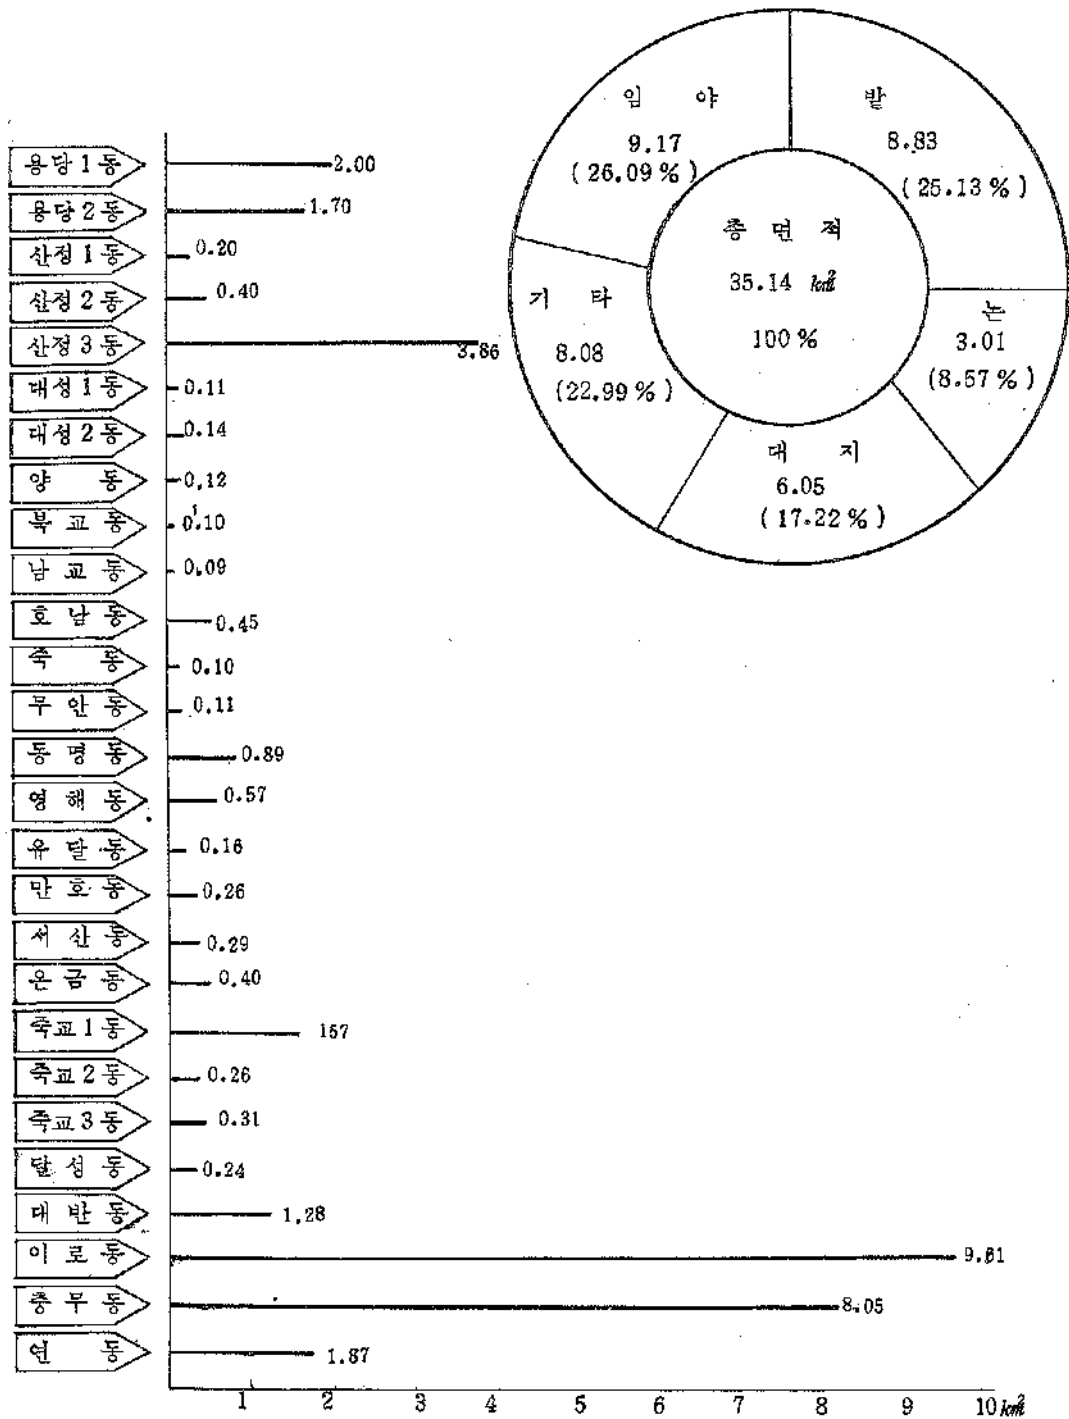 임 야
9.17
(26.09%)
밭
8.83
(25.13%)
총 면 적
35.14 ㎢
100%
기 타
8.08
(22.99%)
논
3.01
(8.57%)
대 지
6.05
(17.22%)
용당1동 2.00
용당2동 1.70
산정1동 0.20
산정2동 0.40
산정3동 3.86
대성1동 0.11
대성2동 0.14
양 동 0.12
북교동 0.10
남교동 0.09
호남동 0.45
죽 동 0.10
무안동 0.11
동명동 0.89
영해동 0.57
유달동 0.16
만호동 0.26
서산동 0.29
온금동 0.40
죽교1동 157
죽교2동 0.26
죽교3동 0.31
달성동 0.24
대반동 1.28
이로동 9.61
충무동 8.05
연 동 1.87
1 2 3 4 5 6 7 8 9 10㎢